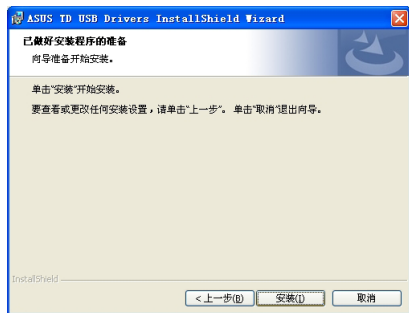 ASUS TD USB Drivers InstallShield Wizard
已做好安装程序的准备
向导准备开始安装。
单击“安装”开始安装。
要查看或更改任何安装设置，请单击“上一步”。 单击“取消”退出向导。
InstallShield
<上一步(B)
安装(I)
取消